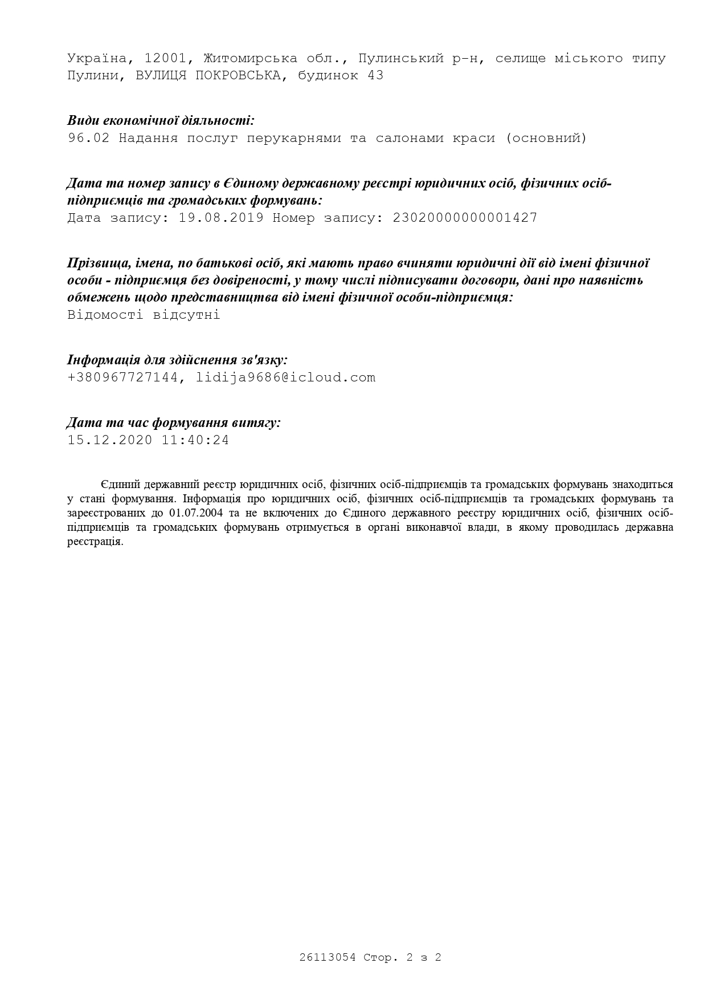 Україна, 12001, Житомирська обл., Пулинський р-н, селище міського типу
Пулини, ВУЛИЦЯ ПОКРОВСЬКА, будинок 43
Види економічної діяльності:
96.02 Надання послуг перукарнями та салонами краси (основний)
Дата та номер запису в Єдиному державному реєстрі юридичних осіб, фізичних осіб-
підприємців та громадських формувань:
Дата запису: 19.08.2019 Номер запису: 23020000000001427
Прізвища, імена, по батькові осіб, які мають право вчиняти юридичні дії від імені фізичної
особи - підприємця без довіреності, у тому числі підписувати договори, дані про наявність
обмежень щодо представництва від імені фізичної особи-підприємця:
Відомості відсутні
Інформація для здійснення зв'язку:
+380967727144, lidija9686@icloud.com
Дата та час формування витягу:
15.12.2020 11:40:24
Єдиний державний реєстр юридичних осіб, фізичних осіб-підприємців та громадських формувань знаходиться
у стані формування. Інформація про юридичних осіб, фізичних осіб-підприємців та громадських формувань та
зареєстрованих до 01.07.2004 та не включених до Єдиного державного реєстру юридичних осіб, фізичних осіб-
підприємців та громадських формувань отримується в органі виконавчої влади, в якому проводилась державна
реєстрація.
26113054 Стор. 2 з 2